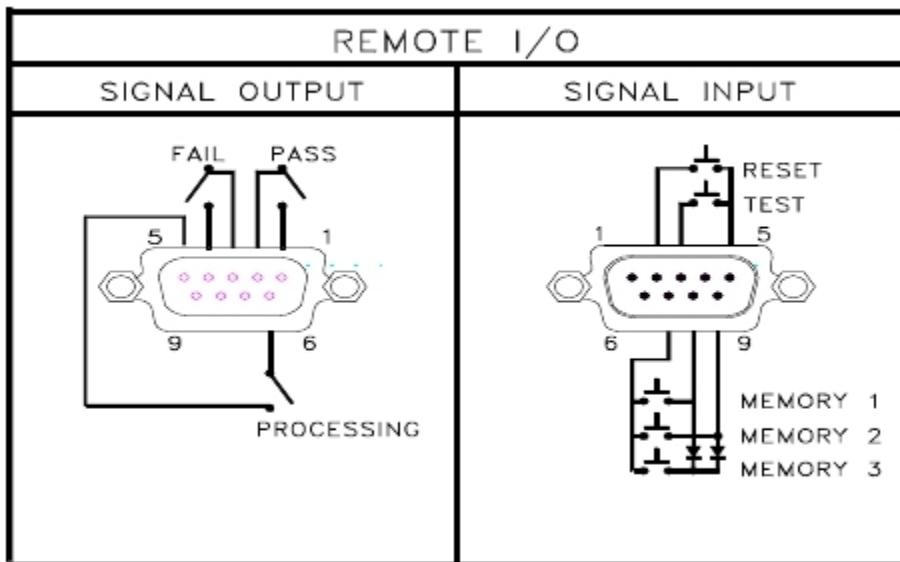 REMOTE I/O
SIGNAL OUTPUT
SIGNAL INPUT
FAIL PASS
5 1
9 6
PROCESSING
RESET
TEST
1 5
6 9
MEMORY 1
MEMORY 2
MEMORY 3